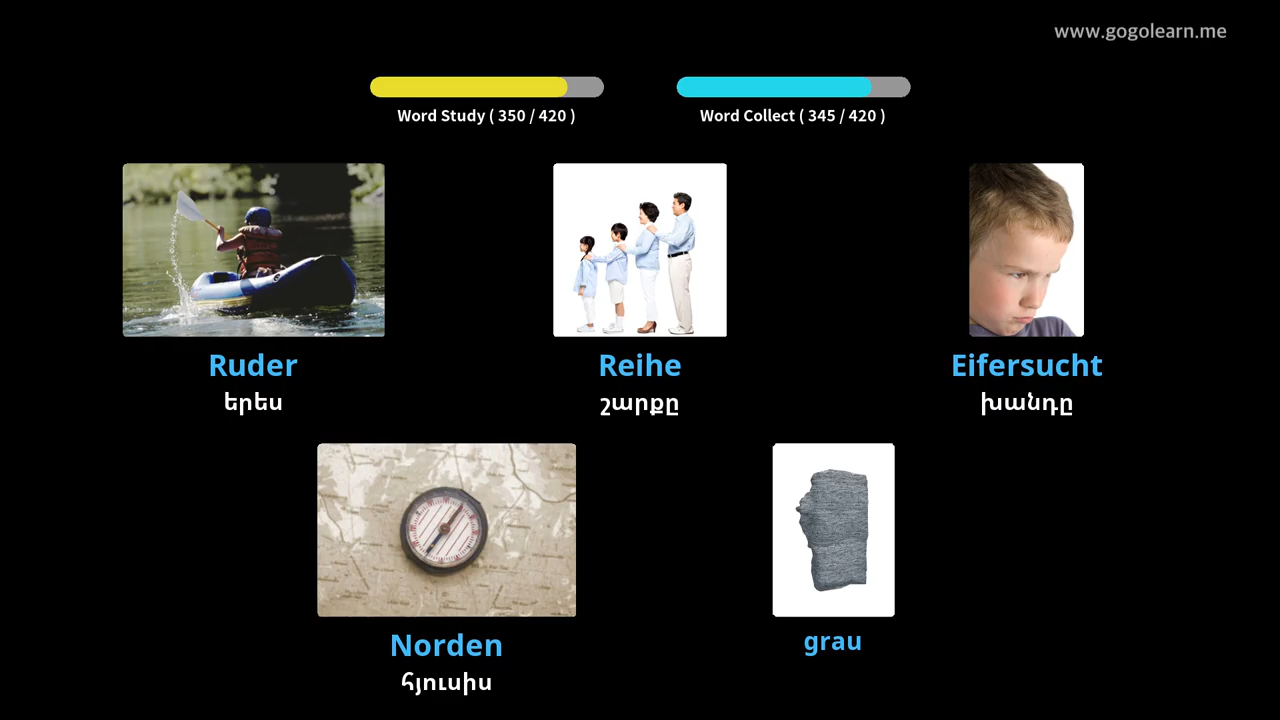 www.gogolearn.me
Word Study ( 350 / 420 )
Word Collect ( 345 / 420 )
Ruder
երես
Reihe
շարքը
Eifersucht
խանդը
Norden
հյուսիս
grau